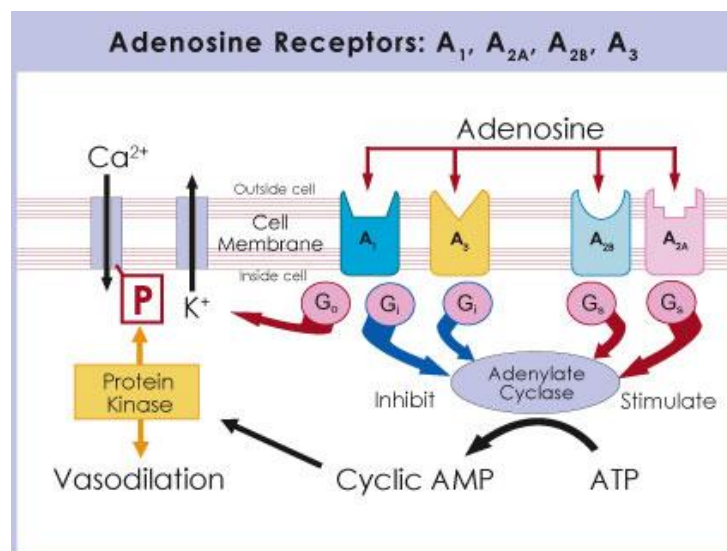 Adenosine Receptors: A₁, A₂A, A₂B, A₃
Adenosine
Ca²⁺
Outside cell
Cell
Membrane
Inside cell
A₁
A₃
A₂B
A₂A
P
K⁺
G₀
Gᵢ
Gᵢ
Gₛ
Gₛ
Protein
Kinase
Adenylate
Cyclase
Inhibit
Stimulate
Vasodilation
Cyclic AMP
ATP